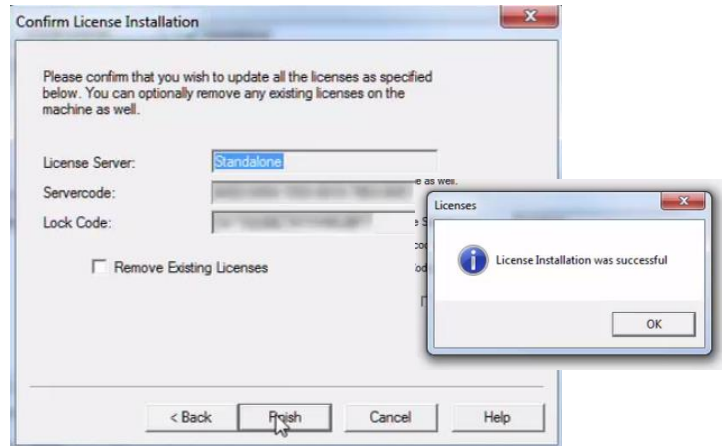 Confirm License Installation
Please confirm that you wish to update all the licenses as specified
below. You can optionally remove any existing licenses on the
machine as well.
License Server:
Standalone
Servercode:
Lock Code:
Remove Existing Licenses
< Back
Finish
Cancel
Help
e as well.
Licenses
License Installation was successful
OK